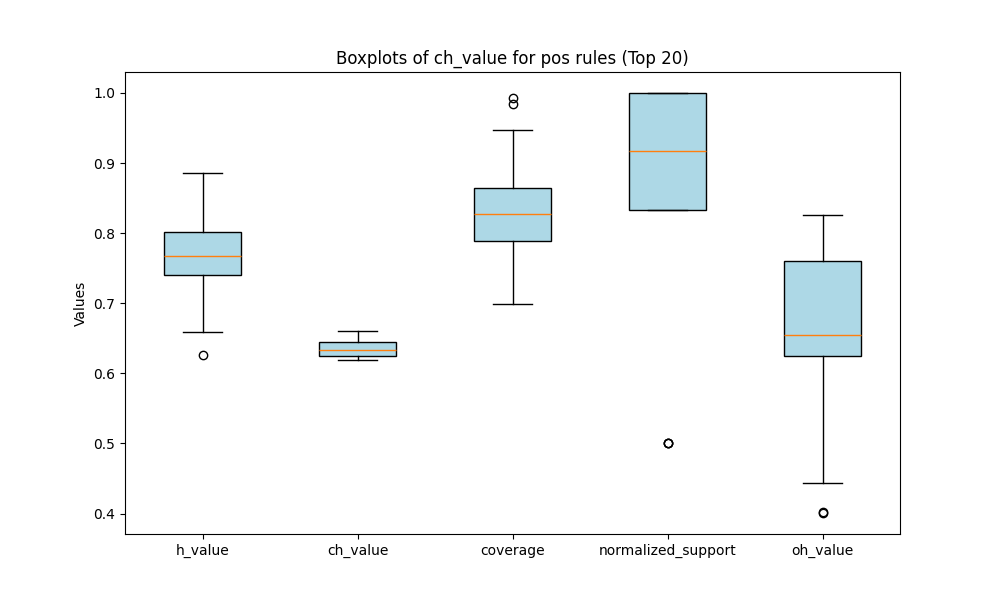 Boxplots of ch_value for pos rules (Top 20)
Values
1.0
0.9
0.8
0.7
0.6
0.5
0.4
h_value
ch_value
coverage
normalized_support
oh_value